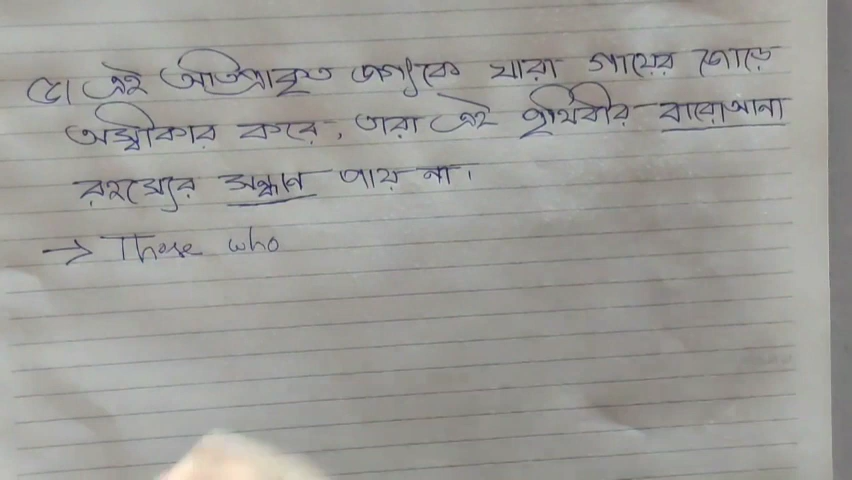 ৫। এই অতিপ্রাকৃত জগৎকে যারা গায়ের জোড়ে
অস্বীকার করে, তারা এই পৃথিবীর বারোআনা
রহস্যের সন্ধান পায় না।
→ Those who